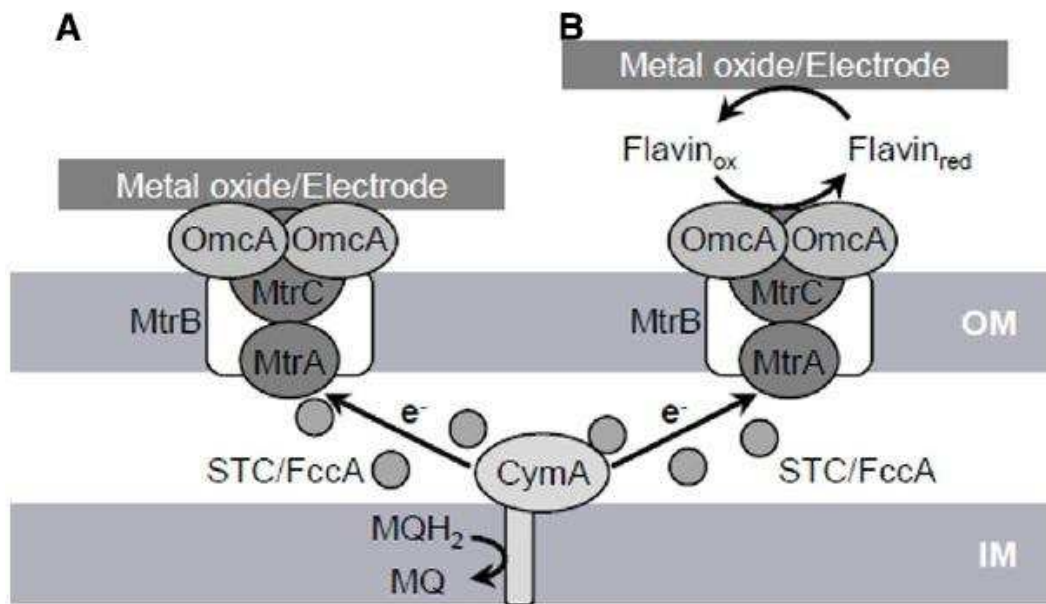 A
B
Metal oxide/Electrode
Flavinox
Flavinred
Metal oxide/Electrode
OmcA OmcA
OmcA OmcA
MtrB
MtrC
MtrB
MtrC
OM
MtrA
MtrA
e-
e-
STC/FccA
CymA
STC/FccA
MQH2
MQ
IM